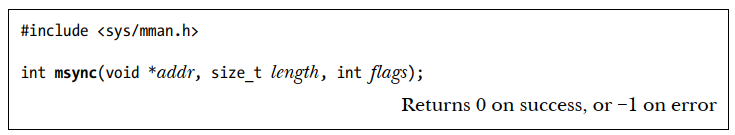 #include <sys/mman.h>
int msync(void *addr, size_t length, int flags);
Returns 0 on success, or −1 on error